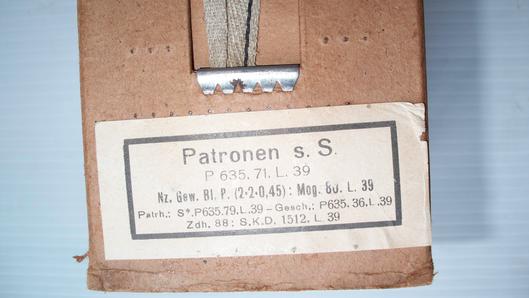 Patronen s. S.
P 635. 71. L. 39
Nz. Gew. Bl. P. (2·2·0,45): Mog. 80. L. 39
Patrh.: S*. P635.79.L.39 – Gesch.: P635.36.L.39
Zdh. 88: S.K.D. 1512. L. 39